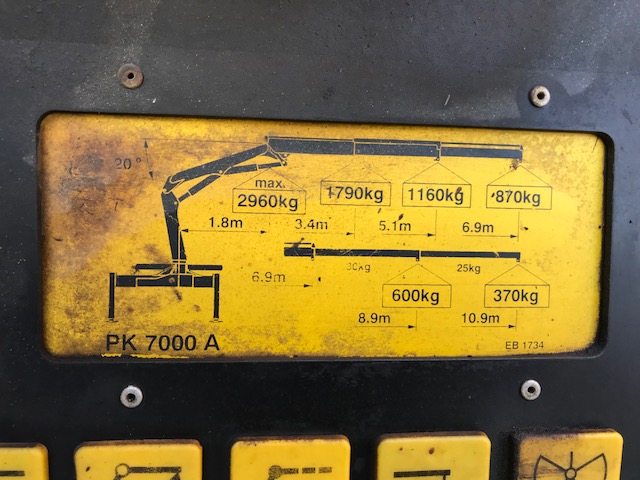 20°
max.
2960kg 1790kg 1160kg 870kg
1.8m 3.4m 5.1m 6.9m
30kg 25kg
6.9m
600kg 370kg
8.9m 10.9m
PK 7000 A
EB 1734